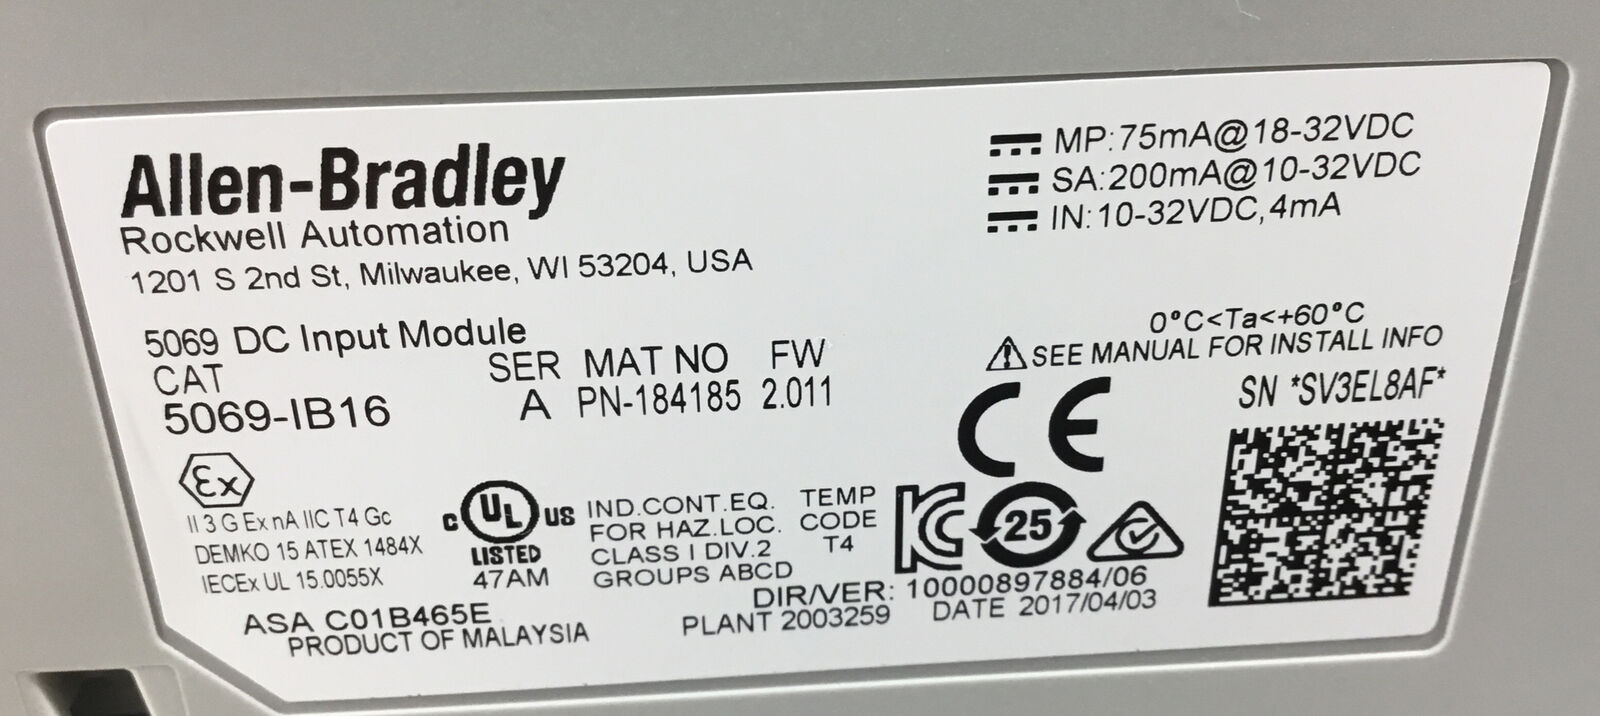 Allen-Bradley
Rockwell Automation
1201 S 2nd St, Milwaukee, WI 53204, USA
MP:75mA@18-32VDC
SA:200mA@10-32VDC
IN:10-32VDC,4mA
5069 DC Input Module
CAT SER MAT NO FW
5069-IB16 A PN-184185 2.011
0°C<Ta<+60°C
SEE MANUAL FOR INSTALL INFO
SN *SV3EL8AF*
CE
Ex
II 3 G Ex nA IIC T4 Gc
DEMKO 15 ATEX 1484X
IECEx UL 15.0055X
C UL US
LISTED
47AM
IND.CONT.EQ.
FOR HAZ.LOC.
CLASS I DIV.2
GROUPS ABCD
TEMP
CODE
T4
KC
25
ASA C01B465E
PRODUCT OF MALAYSIA
DIR/VER: 10000897884/06
PLANT 2003259 DATE 2017/04/03